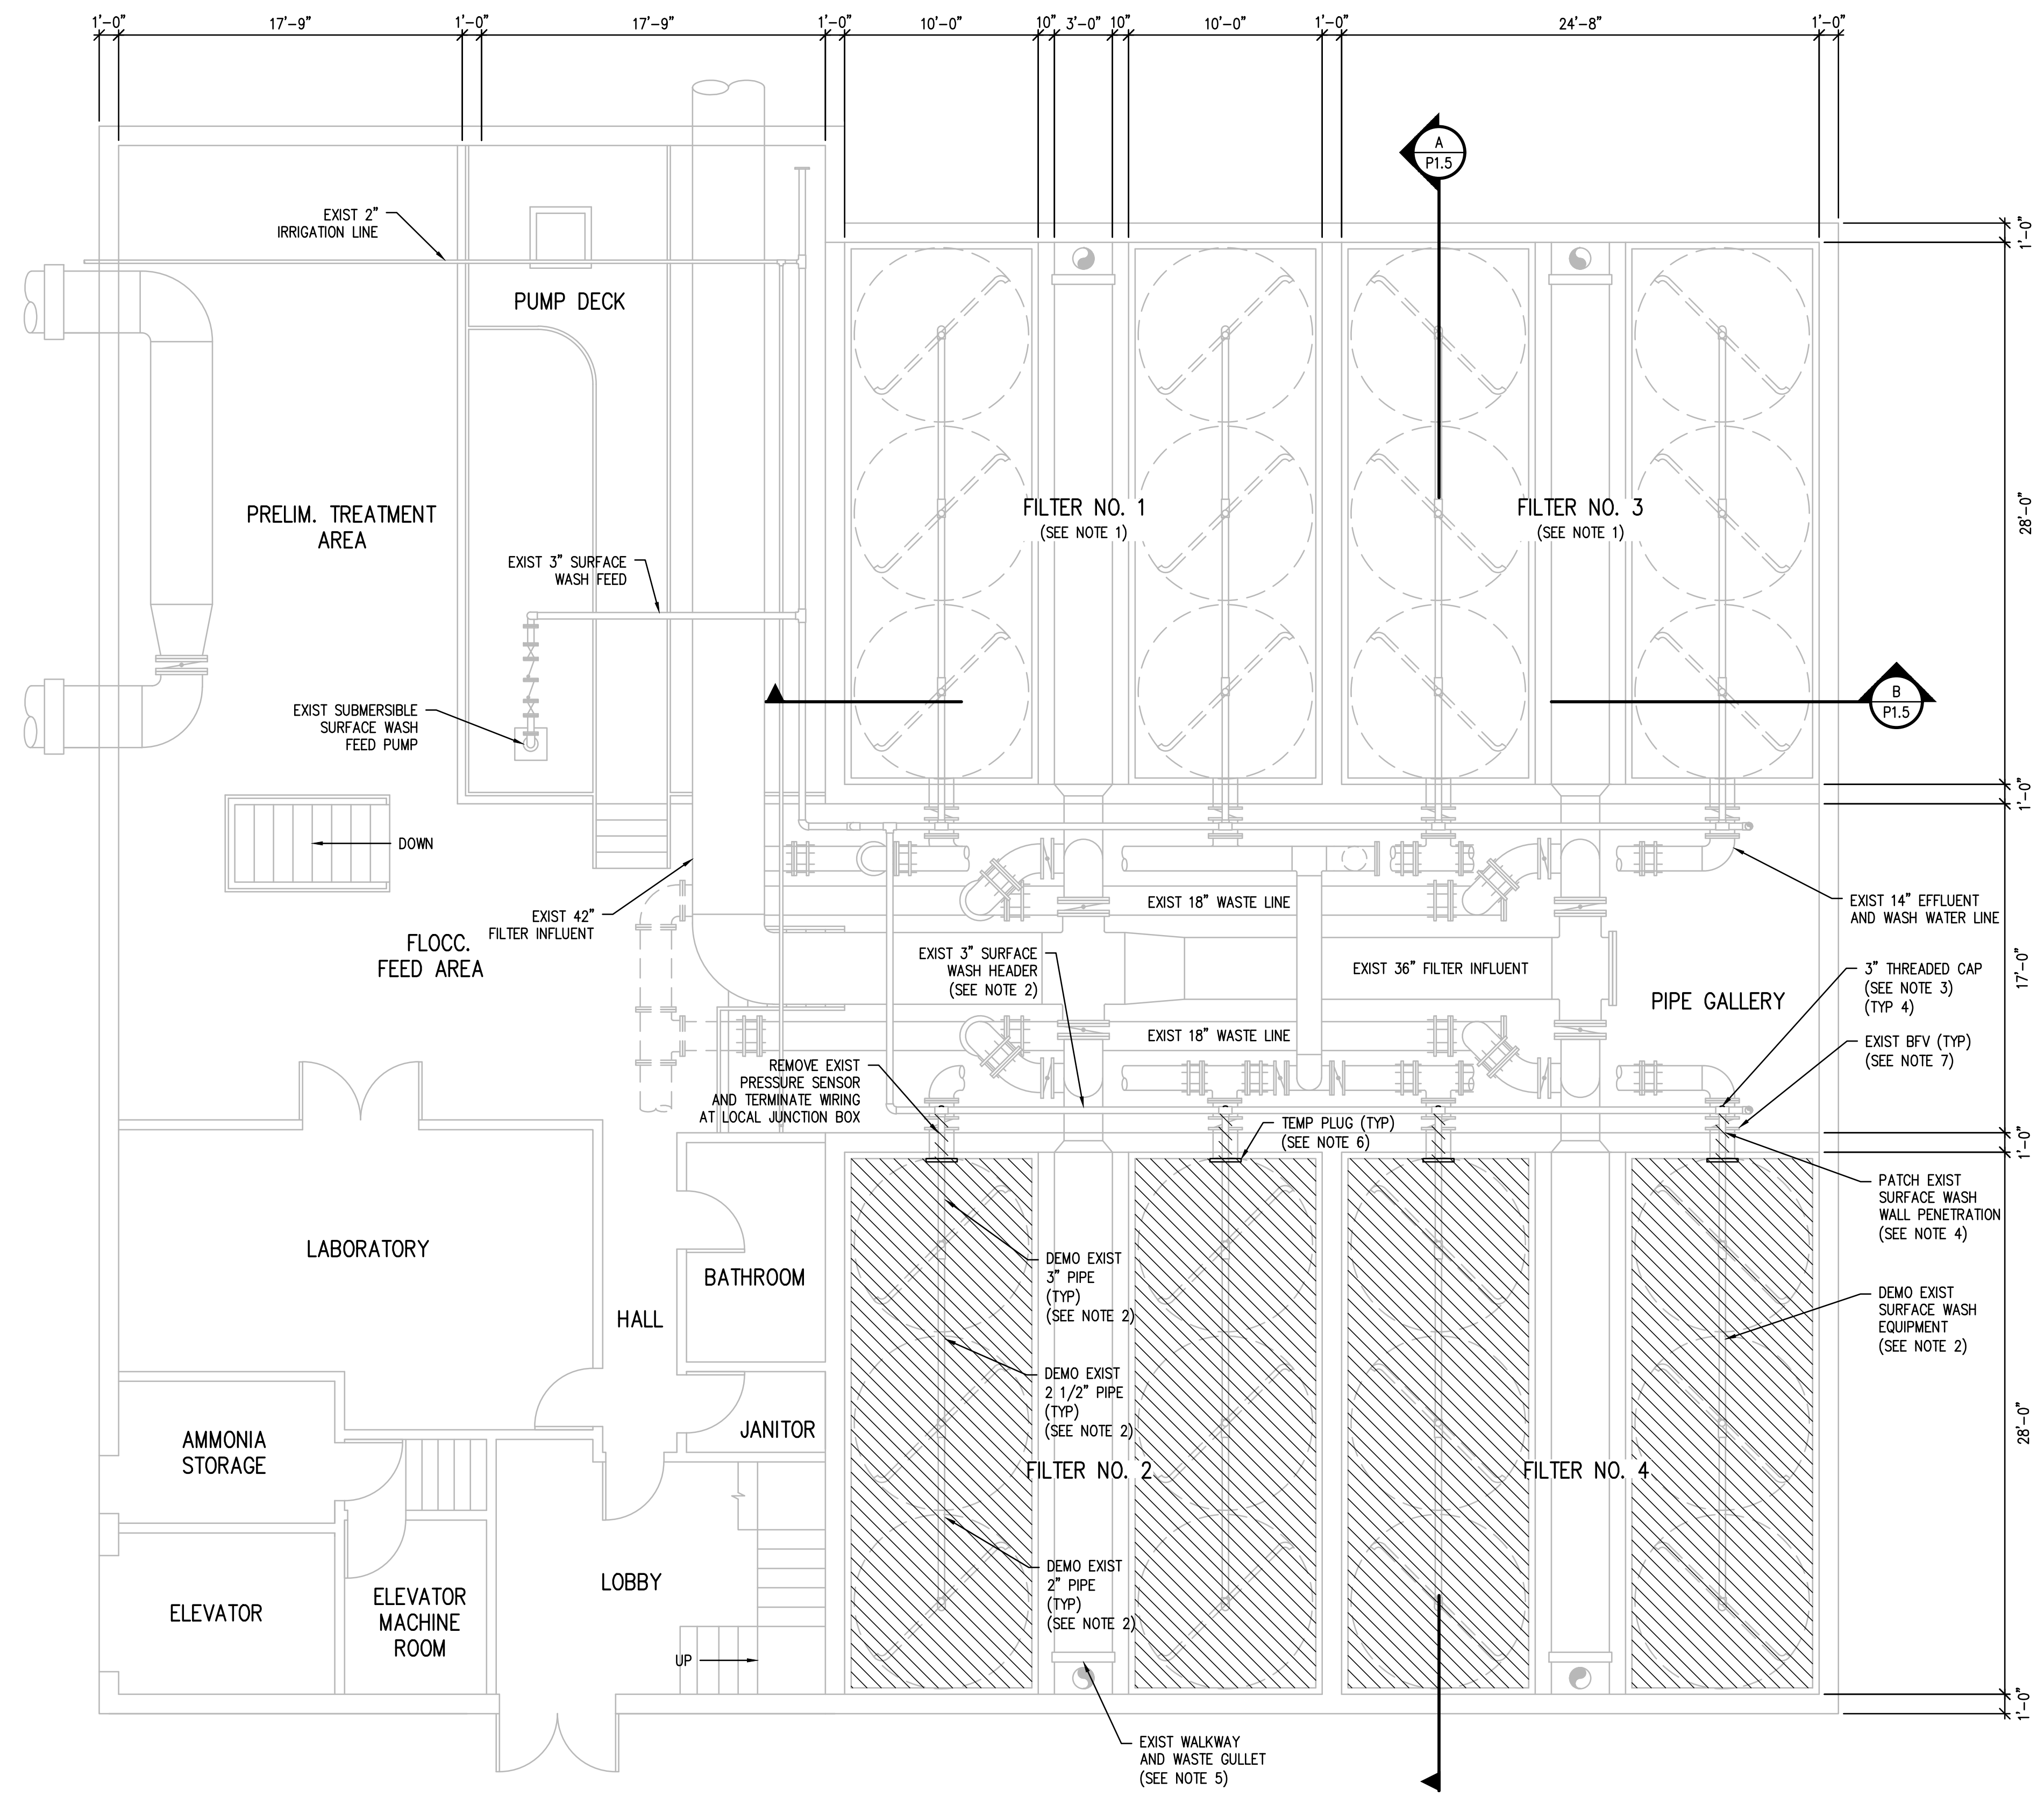 1'-0"
17'-9"
1'-0"
17'-9"
1'-0"
10'-0"
10"
3'-0"
10"
10'-0"
1'-0"
24'-8"
1'-0"
A
P1.5
EXIST 2"
IRRIGATION LINE
1'-0"
PUMP DECK
PRELIM. TREATMENT
AREA
FILTER NO. 1
(SEE NOTE 1)
FILTER NO. 3
(SEE NOTE 1)
28'-0"
EXIST 3" SURFACE
WASH FEED
EXIST SUBMERSIBLE
SURFACE WASH
FEED PUMP
B
P1.5
1'-0"
DOWN
EXIST 42"
FILTER INFLUENT
FLOCC.
FEED AREA
EXIST 18" WASTE LINE
EXIST 14" EFFLUENT
AND WASH WATER LINE
EXIST 3" SURFACE
WASH HEADER
(SEE NOTE 2)
EXIST 36" FILTER INFLUENT
PIPE GALLERY
17'-0"
3" THREADED CAP
(SEE NOTE 3)
(TYP 4)
EXIST 18" WASTE LINE
EXIST BFV (TYP)
(SEE NOTE 7)
REMOVE EXIST
PRESSURE SENSOR
AND TERMINATE WIRING
AT LOCAL JUNCTION BOX
TEMP PLUG (TYP)
(SEE NOTE 6)
1'-0"
PATCH EXIST
SURFACE WASH
WALL PENETRATION
(SEE NOTE 4)
LABORATORY
BATHROOM
HALL
DEMO EXIST
3" PIPE
(TYP)
(SEE NOTE 2)
DEMO EXIST
SURFACE WASH
EQUIPMENT
(SEE NOTE 2)
DEMO EXIST
2 1/2" PIPE
(TYP)
(SEE NOTE 2)
28'-0"
JANITOR
AMMONIA
STORAGE
FILTER NO. 2
FILTER NO. 4
DEMO EXIST
2" PIPE
(TYP)
(SEE NOTE 2)
LOBBY
ELEVATOR
ELEVATOR
MACHINE
ROOM
UP
1'-0"
EXIST WALKWAY
AND WASTE GULLET
(SEE NOTE 5)